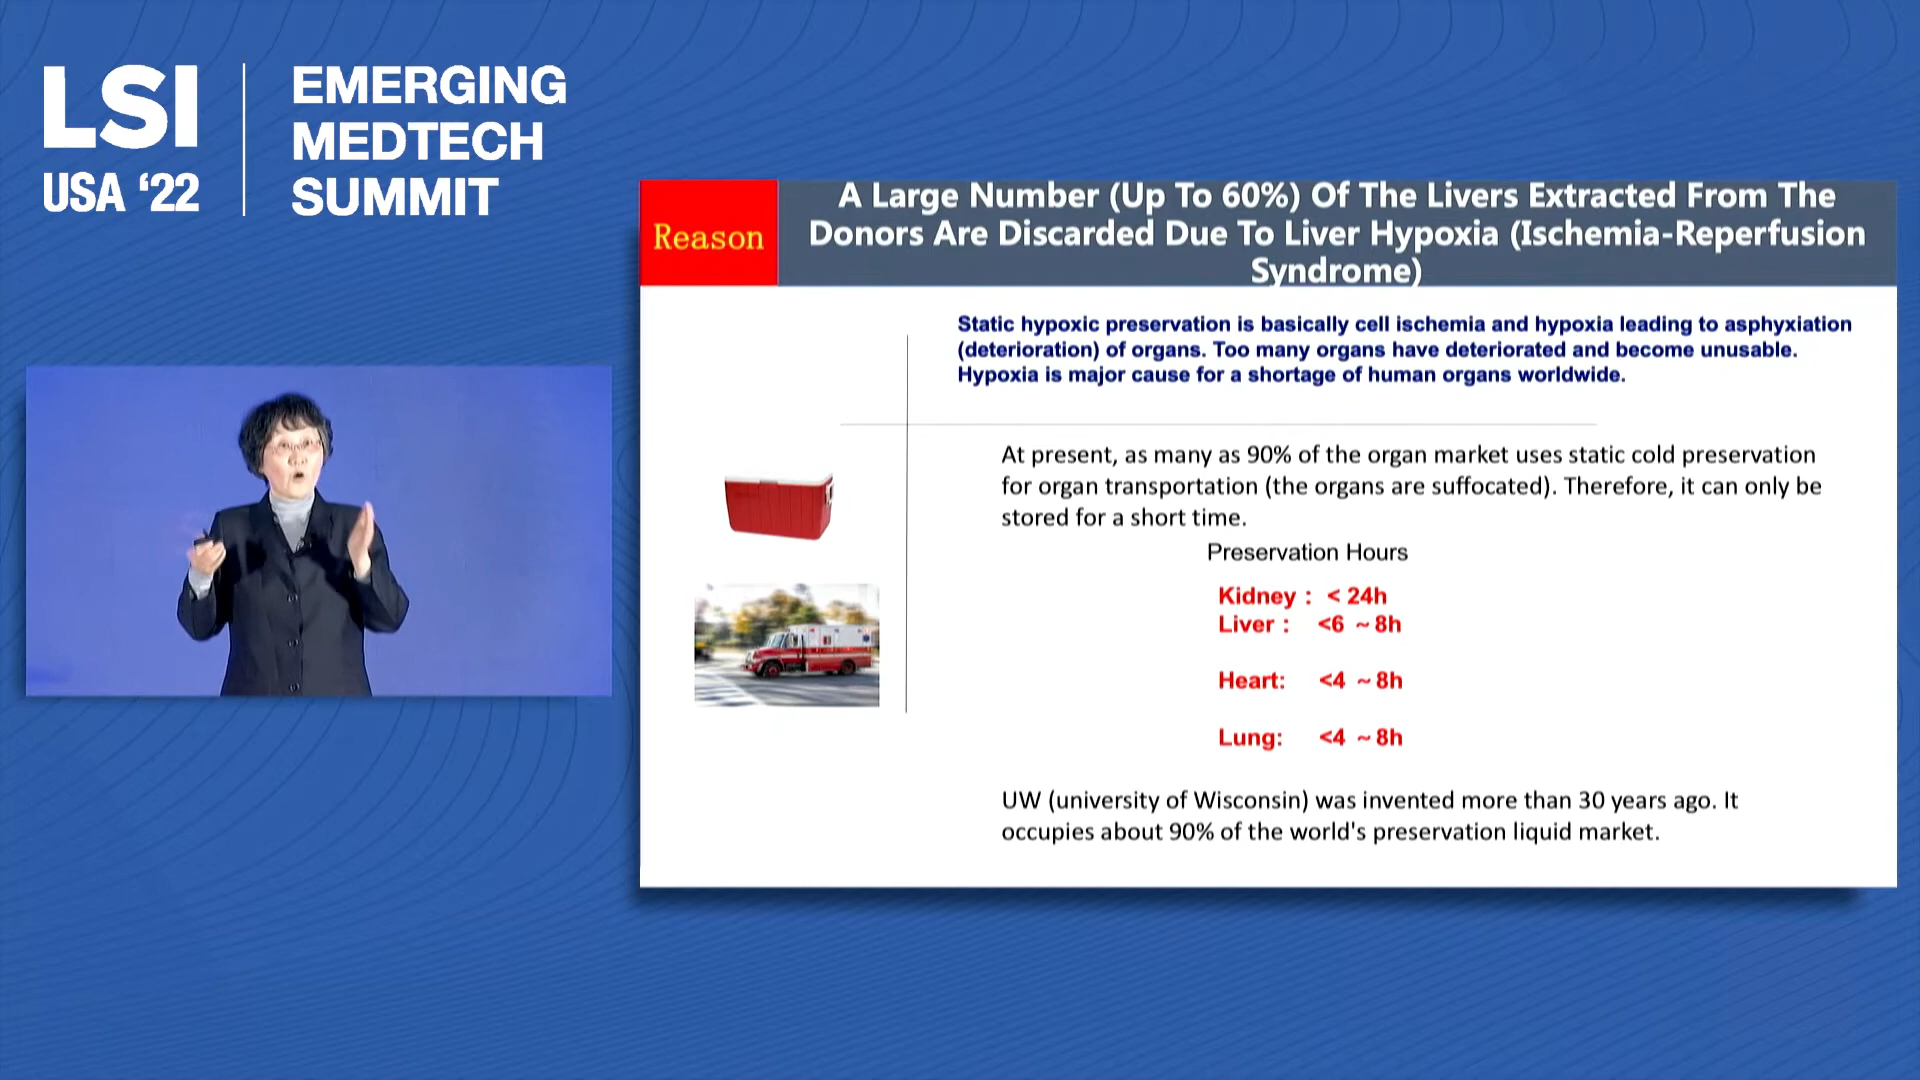 LSI
USA ‘22
EMERGING
MEDTECH
SUMMIT
Reason
A Large Number (Up To 60%) Of The Livers Extracted From The
Donors Are Discarded Due To Liver Hypoxia (Ischemia-Reperfusion
Syndrome)
Static hypoxic preservation is basically cell ischemia and hypoxia leading to asphyxiation
(deterioration) of organs. Too many organs have deteriorated and become unusable.
Hypoxia is major cause for a shortage of human organs worldwide.
At present, as many as 90% of the organ market uses static cold preservation
for organ transportation (the organs are suffocated). Therefore, it can only be
stored for a short time.
Preservation Hours
Kidney : < 24h
Liver : <6 ~ 8h
Heart: <4 ~ 8h
Lung: <4 ~ 8h
UW (university of Wisconsin) was invented more than 30 years ago. It
occupies about 90% of the world's preservation liquid market.